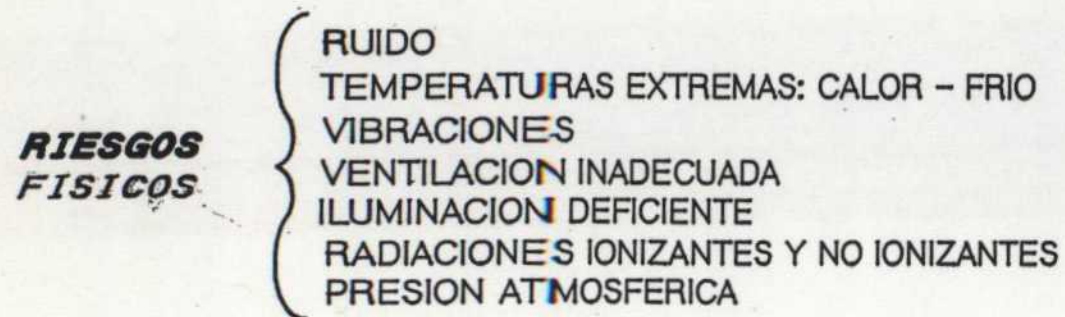 RIESGOS
FISICOS
RUIDO
TEMPERATURAS EXTREMAS: CALOR - FRIO
VIBRACIONES
VENTILACION INADECUADA
ILUMINACION DEFICIENTE
RADIACIONES IONIZANTES Y NO IONIZANTES
PRESION ATMOSFERICA